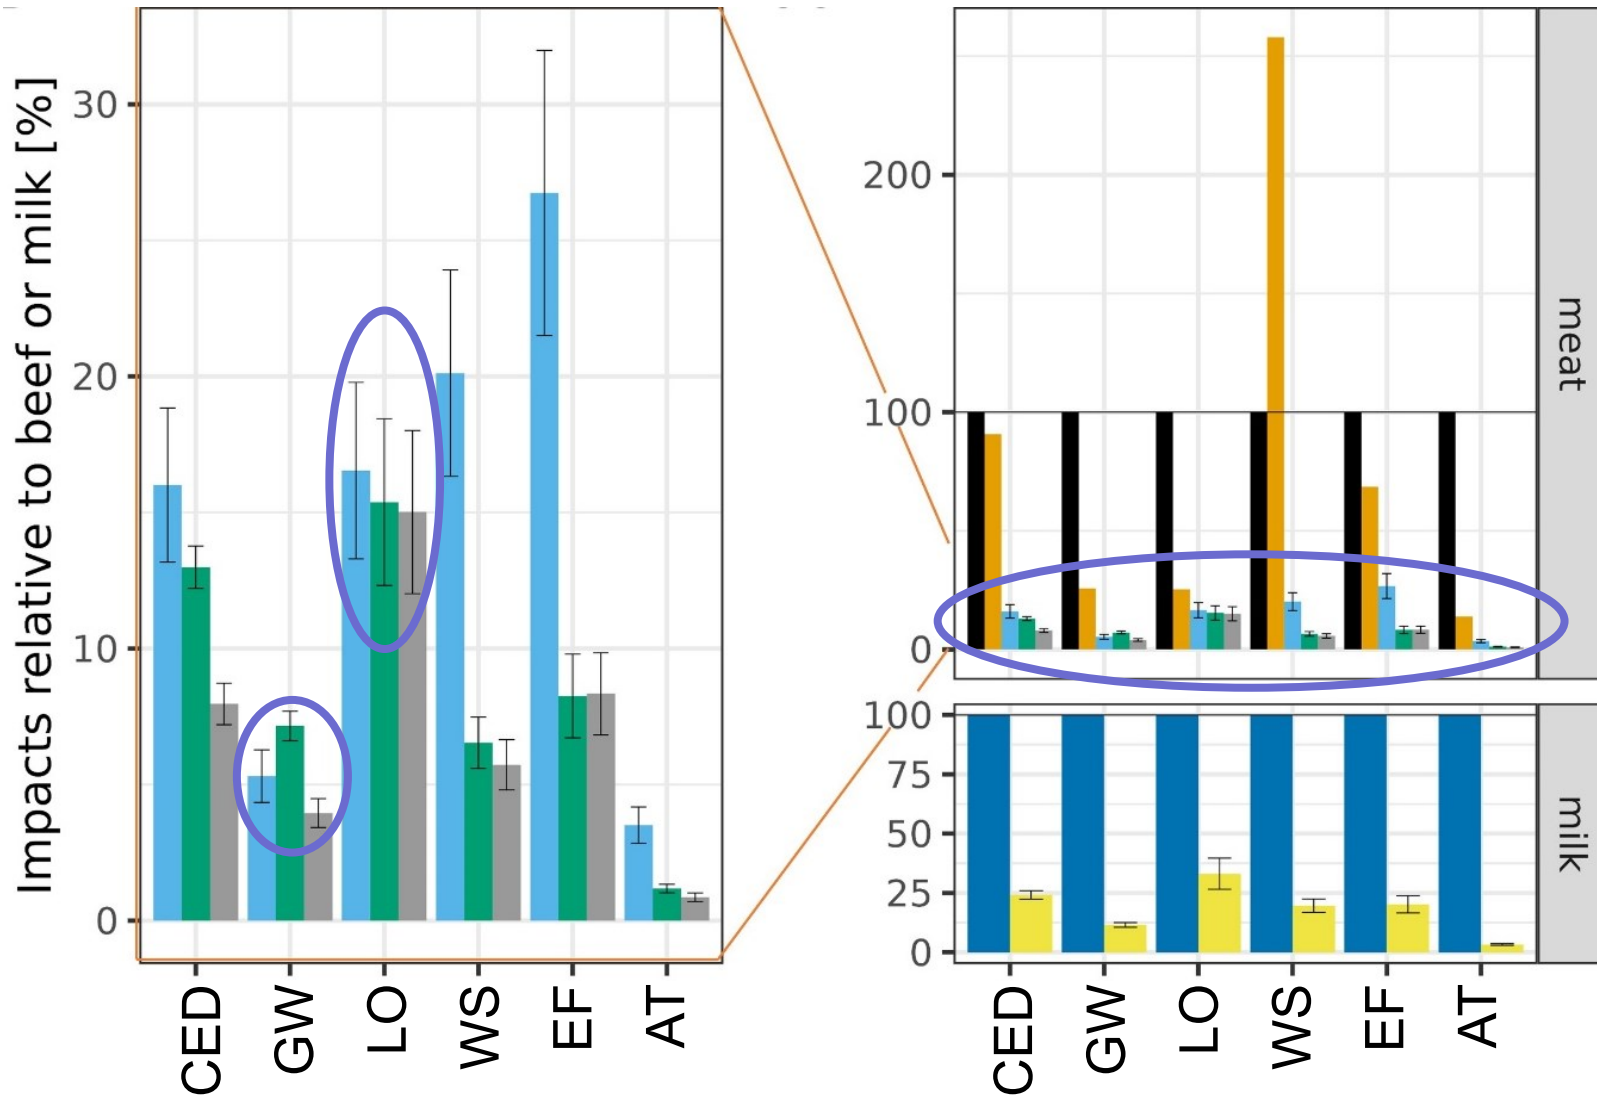 Impacts relative to beef or milk [%]
30
20
10
0
CED
GW
LO
WS
EF
AT
200
100
0
meat
100
75
50
25
0
milk
CED
GW
LO
WS
EF
AT